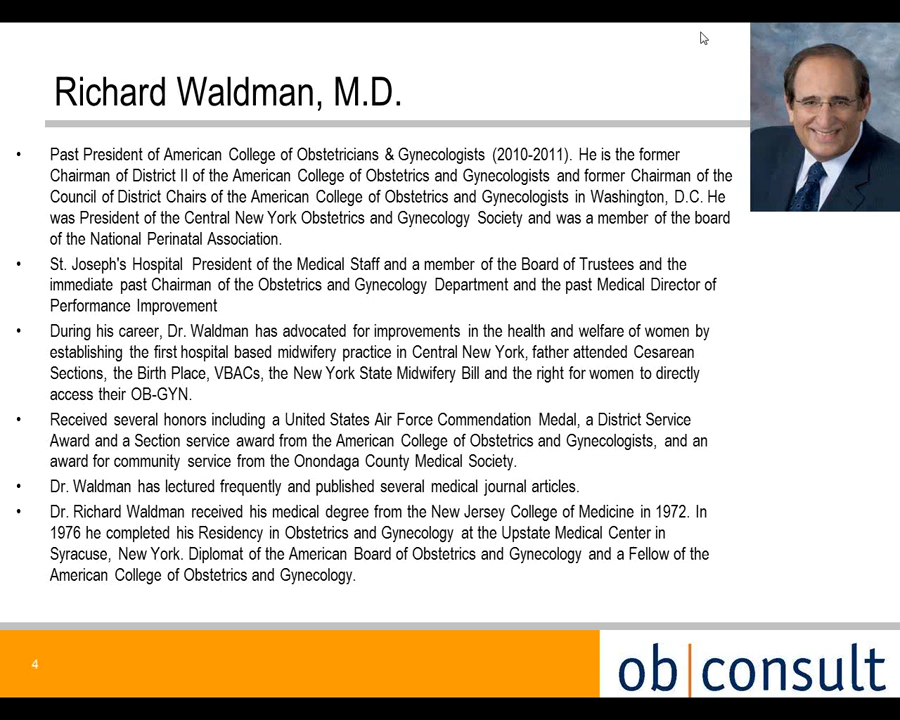 Richard Waldman, M.D.
• Past President of American College of Obstetricians & Gynecologists (2010-2011). He is the former
Chairman of District II of the American College of Obstetrics and Gynecologists and former Chairman of the
Council of District Chairs of the American College of Obstetrics and Gynecologists in Washington, D.C. He
was President of the Central New York Obstetrics and Gynecology Society and was a member of the board
of the National Perinatal Association.
• St. Joseph's Hospital President of the Medical Staff and a member of the Board of Trustees and the
immediate past Chairman of the Obstetrics and Gynecology Department and the past Medical Director of
Performance Improvement
• During his career, Dr. Waldman has advocated for improvements in the health and welfare of women by
establishing the first hospital based midwifery practice in Central New York, father attended Cesarean
Sections, the Birth Place, VBACs, the New York State Midwifery Bill and the right for women to directly
access their OB-GYN.
• Received several honors including a United States Air Force Commendation Medal, a District Service
Award and a Section service award from the American College of Obstetrics and Gynecologists, and an
award for community service from the Onondaga County Medical Society.
• Dr. Waldman has lectured frequently and published several medical journal articles.
• Dr. Richard Waldman received his medical degree from the New Jersey College of Medicine in 1972. In
1976 he completed his Residency in Obstetrics and Gynecology at the Upstate Medical Center in
Syracuse, New York. Diplomat of the American Board of Obstetrics and Gynecology and a Fellow of the
American College of Obstetrics and Gynecology.
4
ob|consult